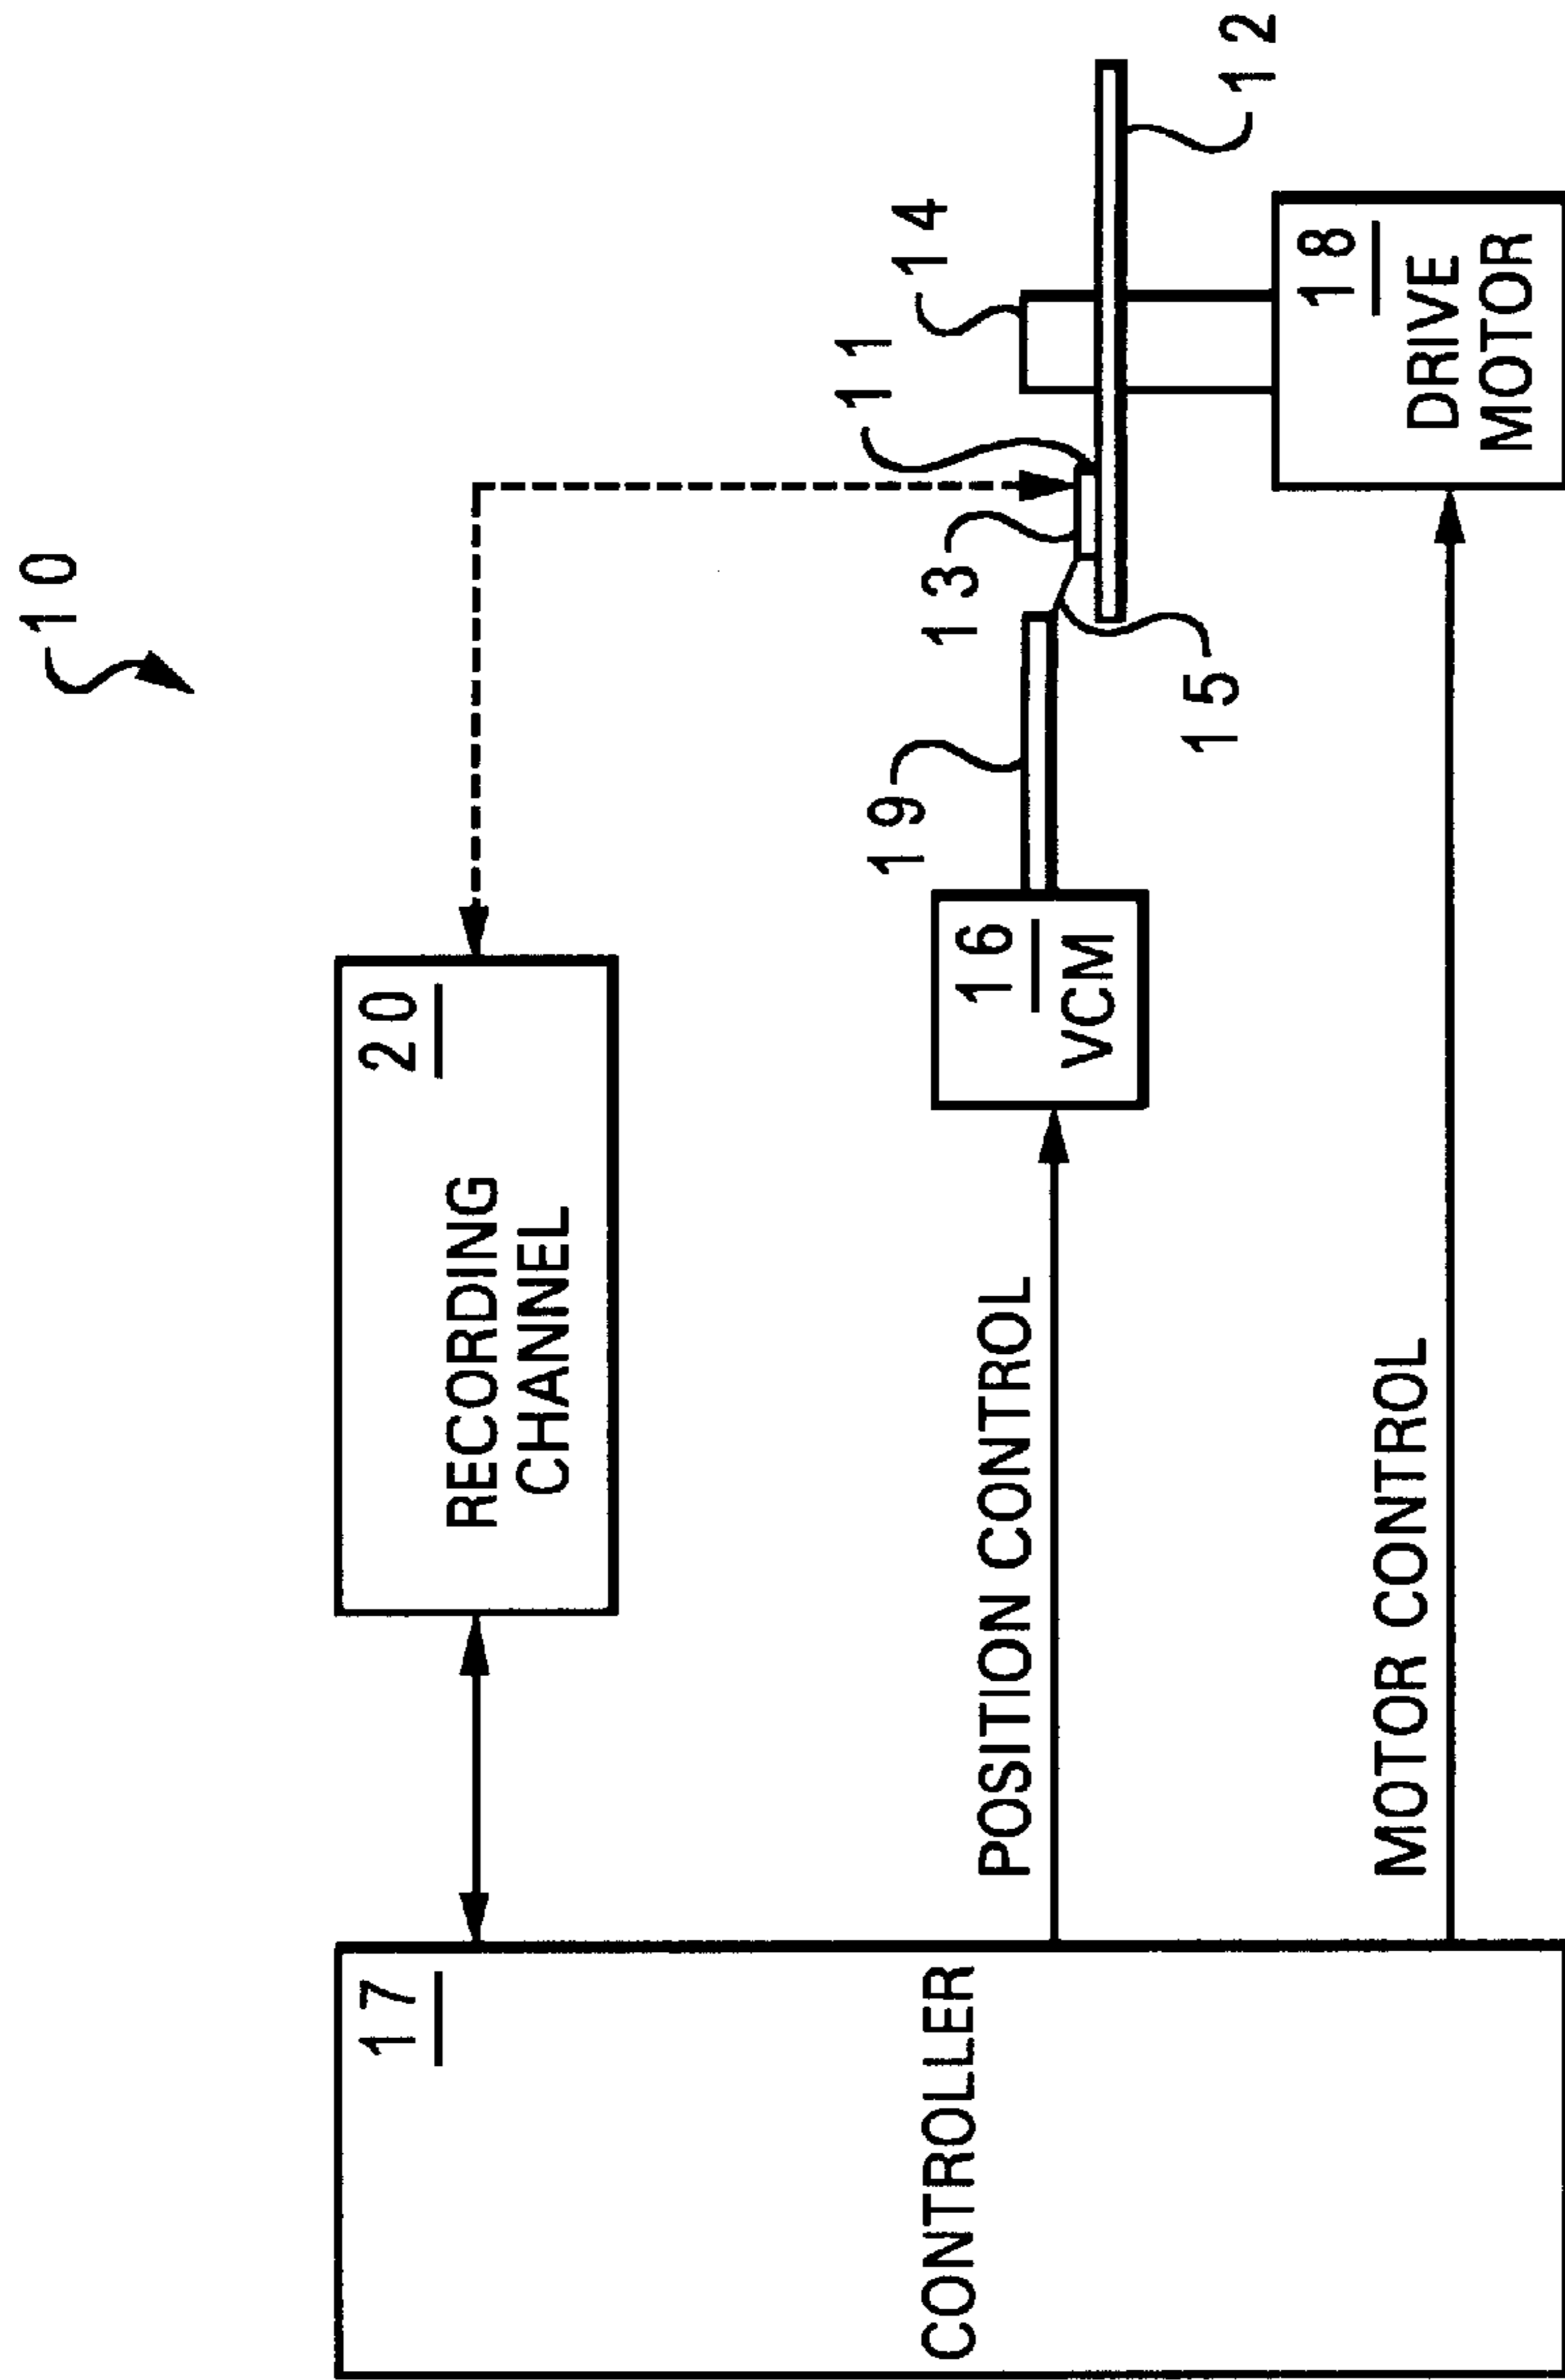 10
17
CONTROLLER
20
RECORDING
CHANNEL
POSITION CONTROL
16
VCM
19
13
11
14
15
12
MOTOR CONTROL
18
DRIVE
MOTOR